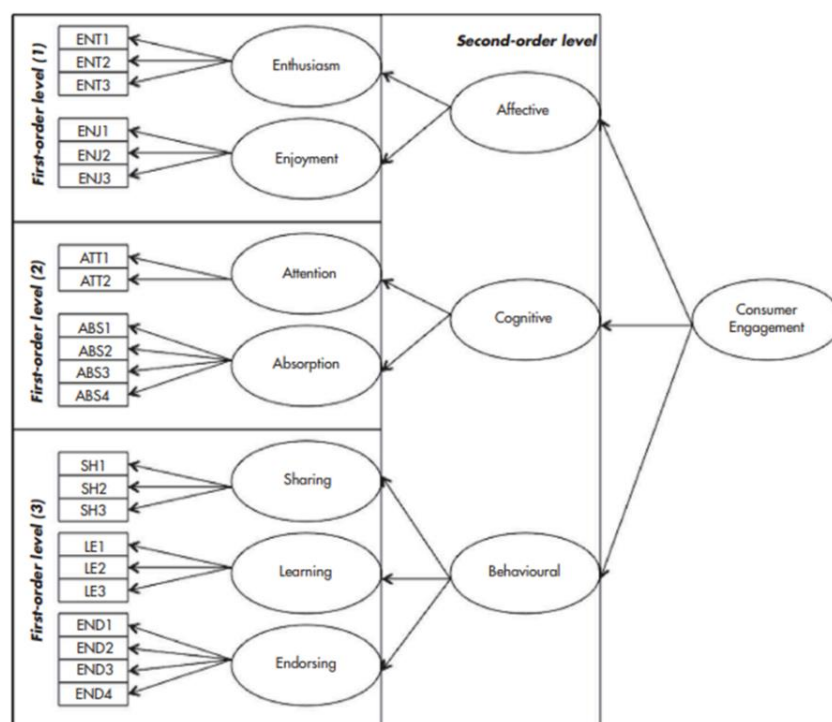 Second-order level
First-order level (1)
ENT1
ENT2
ENT3
Enthusiasm
ENJ1
ENJ2
ENJ3
Enjoyment
Affective
First-order level (2)
ATT1
ATT2
Attention
ABS1
ABS2
ABS3
ABS4
Absorption
Cognitive
Consumer
Engagement
First-order level (3)
SH1
SH2
SH3
Sharing
LE1
LE2
LE3
Learning
END1
END2
END3
END4
Endorsing
Behavioural